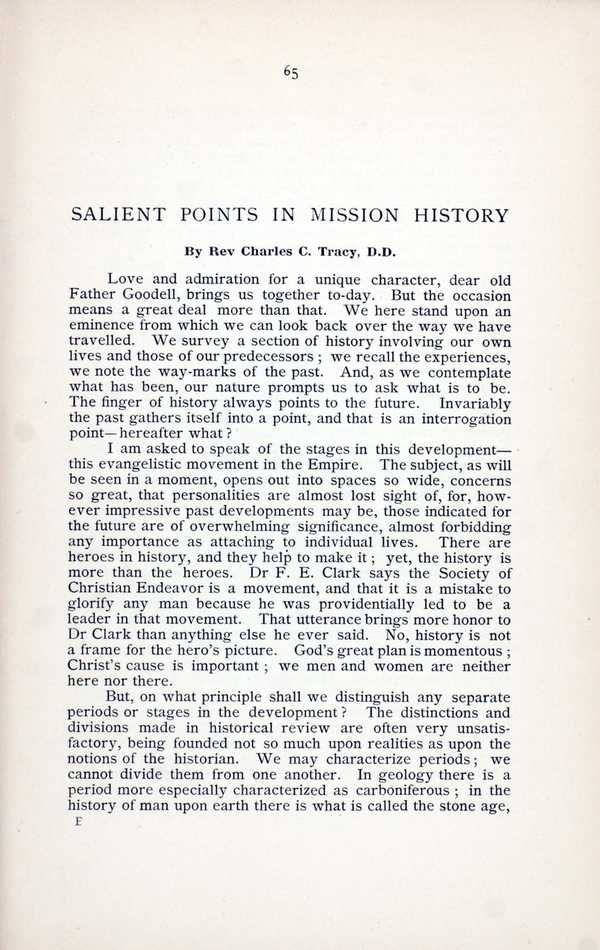 65
SALIENT POINTS IN MISSION HISTORY
By Rev Charles C. Tracy, D.D.
Love and admiration for a unique character, dear old
Father Goodell, brings us together to-day. But the occasion
means a great deal more than that. We here stand upon an
eminence from which we can look back over the way we have
travelled. We survey a section of history involving our own
lives and those of our predecessors ; we recall the experiences,
we note the way-marks of the past. And, as we contemplate
what has been, our nature prompts us to ask what is to be.
The finger of history always points to the future. Invariably
the past gathers itself into a point, and that is an interrogation
point—hereafter what ?
I am asked to speak of the stages in this development—
this evangelistic movement in the Empire. The subject, as will
be seen in a moment, opens out into spaces so wide, concerns
so great, that personalities are almost lost sight of, for, how-
ever impressive past developments may be, those indicated for
the future are of overwhelming significance, almost forbidding
any importance as attaching to individual lives. There are
heroes in history, and they help to make it ; yet, the history is
more than the heroes. Dr F. E. Clark says the Society of
Christian Endeavor is a movement, and that it is a mistake to
glorify any man because he was providentially led to be a
leader in that movement. That utterance brings more honor to
Dr Clark than anything else he ever said. No, history is not
a frame for the hero's picture. God's great plan is momentous ;
Christ's cause is important ; we men and women are neither
here nor there.
But, on what principle shall we distinguish any separate
periods or stages in the development ? The distinctions and
divisions made in historical review are often very unsatis-
factory, being founded not so much upon realities as upon the
notions of the historian. We may characterize periods ; we
cannot divide them from one another. In geology there is a
period more especially characterized as carboniferous ; in the
history of man upon earth there is what is called the stone age,
E